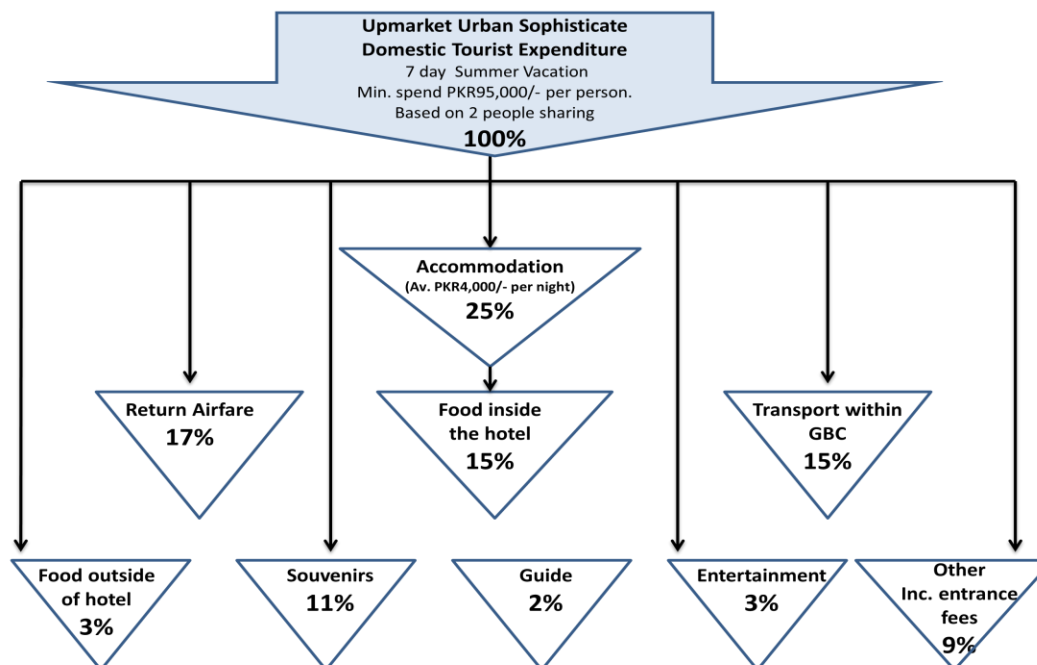 Upmarket Urban Sophisticate
Domestic Tourist Expenditure
7 day  Summer Vacation
Min. spend PKR95,000/- per person.
Based on 2 people sharing
100%
Accommodation
(Av. PKR4,000/- per night)
25%
Return Airfare
17%
Food inside
the hotel
15%
Transport within
GBC
15%
Food outside
of hotel
3%
Souvenirs
11%
Guide
2%
Entertainment
3%
Other
Inc. entrance
fees
9%